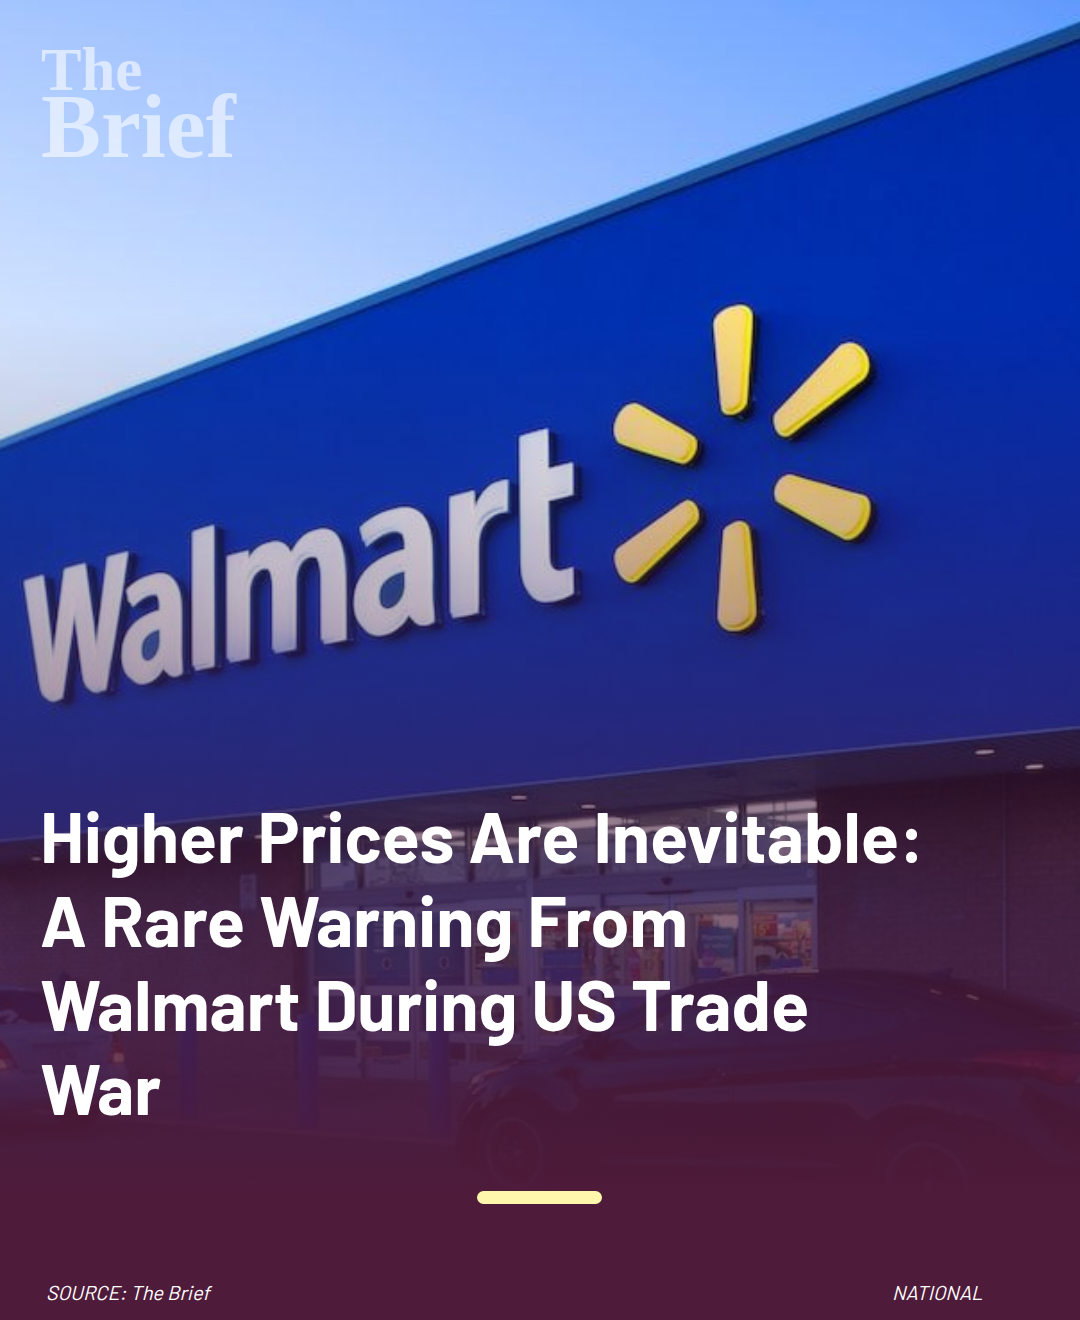 The
Brief
Walmart
Higher Prices Are Inevitable:
A Rare Warning From
Walmart During US Trade
War
SOURCE: The Brief
NATIONAL